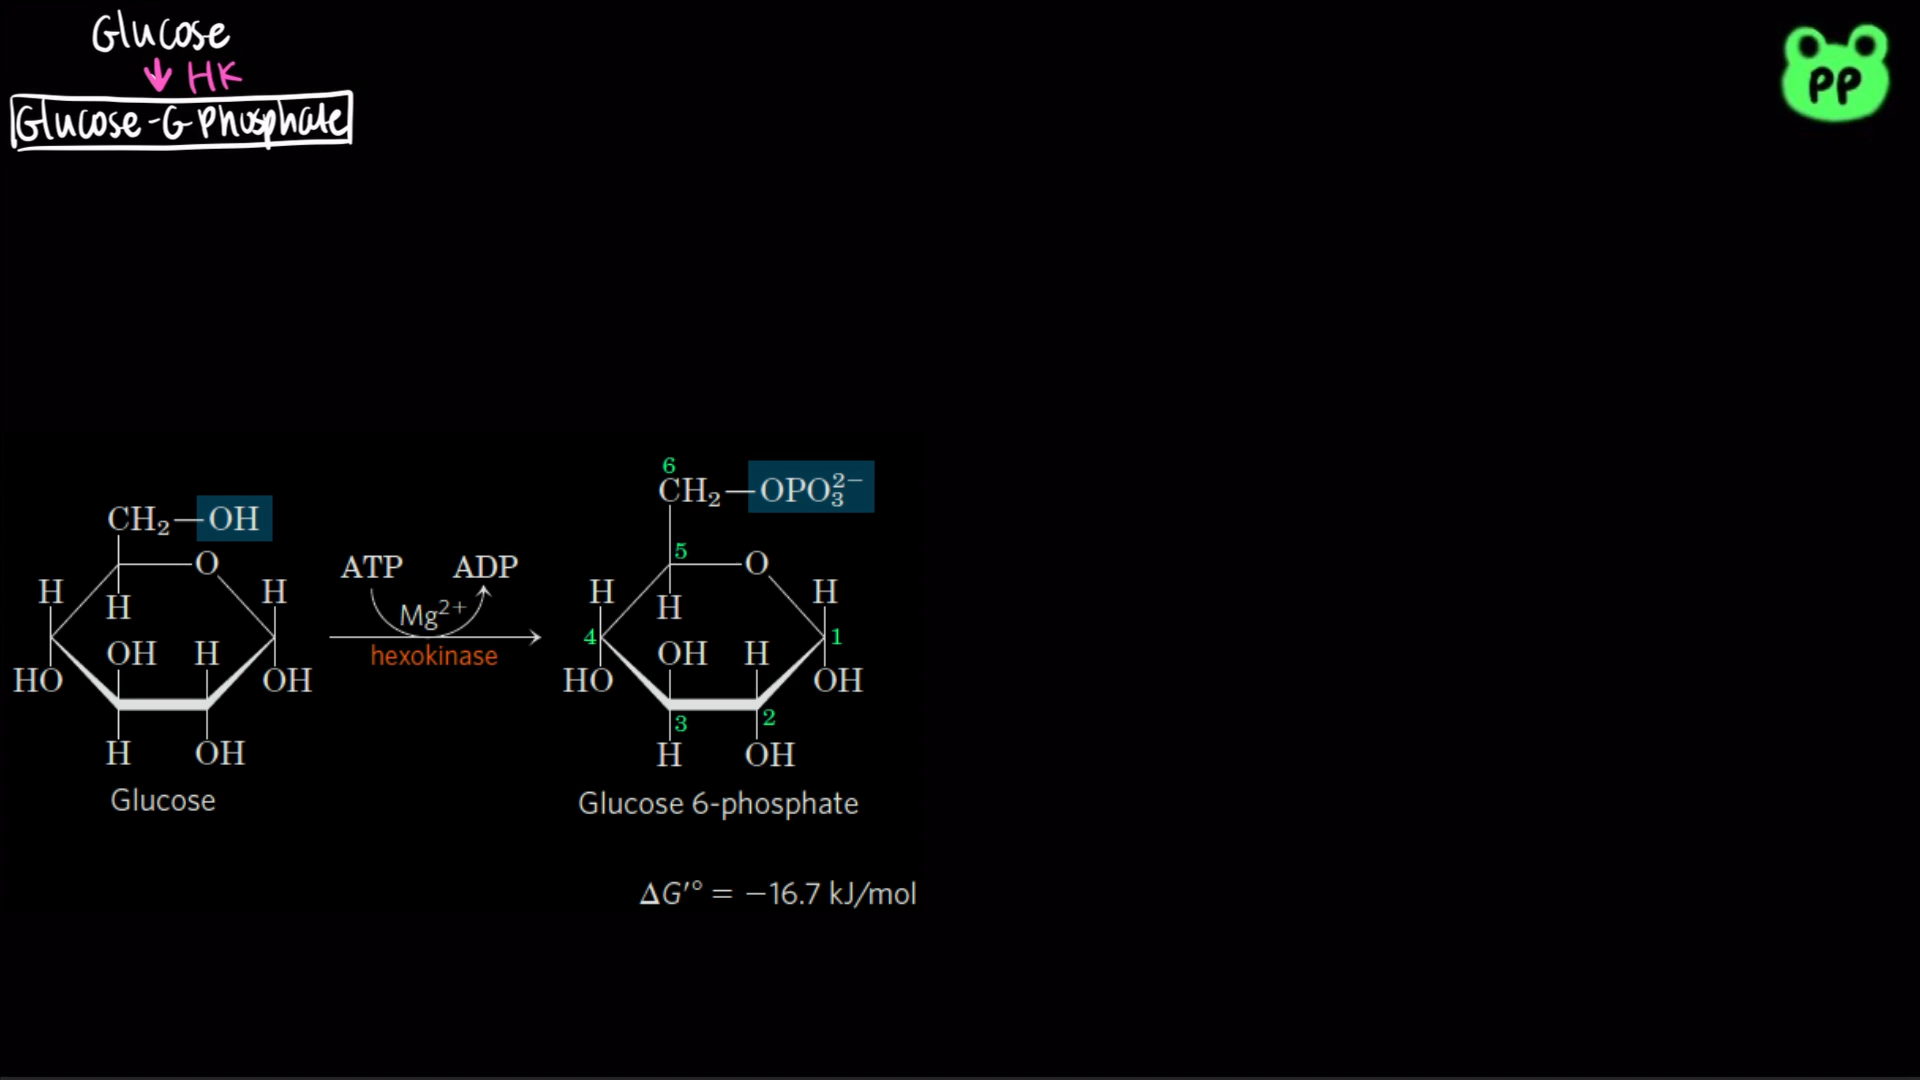 Glucose
↓ HK
Glucose-6-Phosphate
PP
6
CH₂—OPO₃²⁻
CH₂—OH
5
O
O
ATP ADP
H
H
H
H
Mg²⁺
H
H
4
1
hexokinase
OH H
OH H
HO
OH
HO
OH
3
2
H OH
H OH
Glucose
Glucose 6-phosphate
ΔG′° = −16.7 kJ/mol